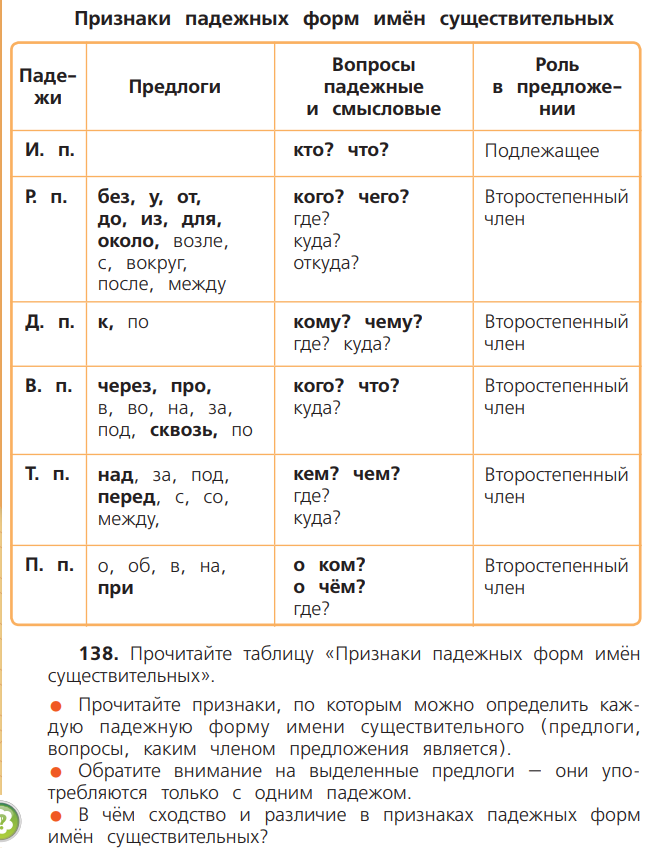 Признаки падежных форм имён существительных
Паде–
жи
Предлоги
Вопросы
падежные
и смысловые
Роль
в предложе–
нии
И. п.
кто? что?
Подлежащее
Р. п.
без, у, от,
до, из, для,
около, возле,
с, вокруг,
после, между
кого? чего?
где?
куда?
откуда?
Второстепенный
член
Д. п.
к, по
кому? чему?
где? куда?
Второстепенный
член
В. п.
через, про,
в, во, на, за,
под, сквозь, по
кого? что?
куда?
Второстепенный
член
Т. п.
над, за, под,
перед, с, со,
между,
кем? чем?
где?
куда?
Второстепенный
член
П. п.
о, об, в, на,
при
о ком?
о чём?
где?
Второстепенный
член
138. Прочитайте таблицу «Признаки падежных форм имён
существительных».
● Прочитайте признаки, по которым можно определить каж-
дую падежную форму имени существительного (предлоги,
вопросы, каким членом предложения является).
● Обратите внимание на выделенные предлоги — они упо-
требляются только с одним падежом.
● В чём сходство и различие в признаках падежных форм
имён существительных?
?